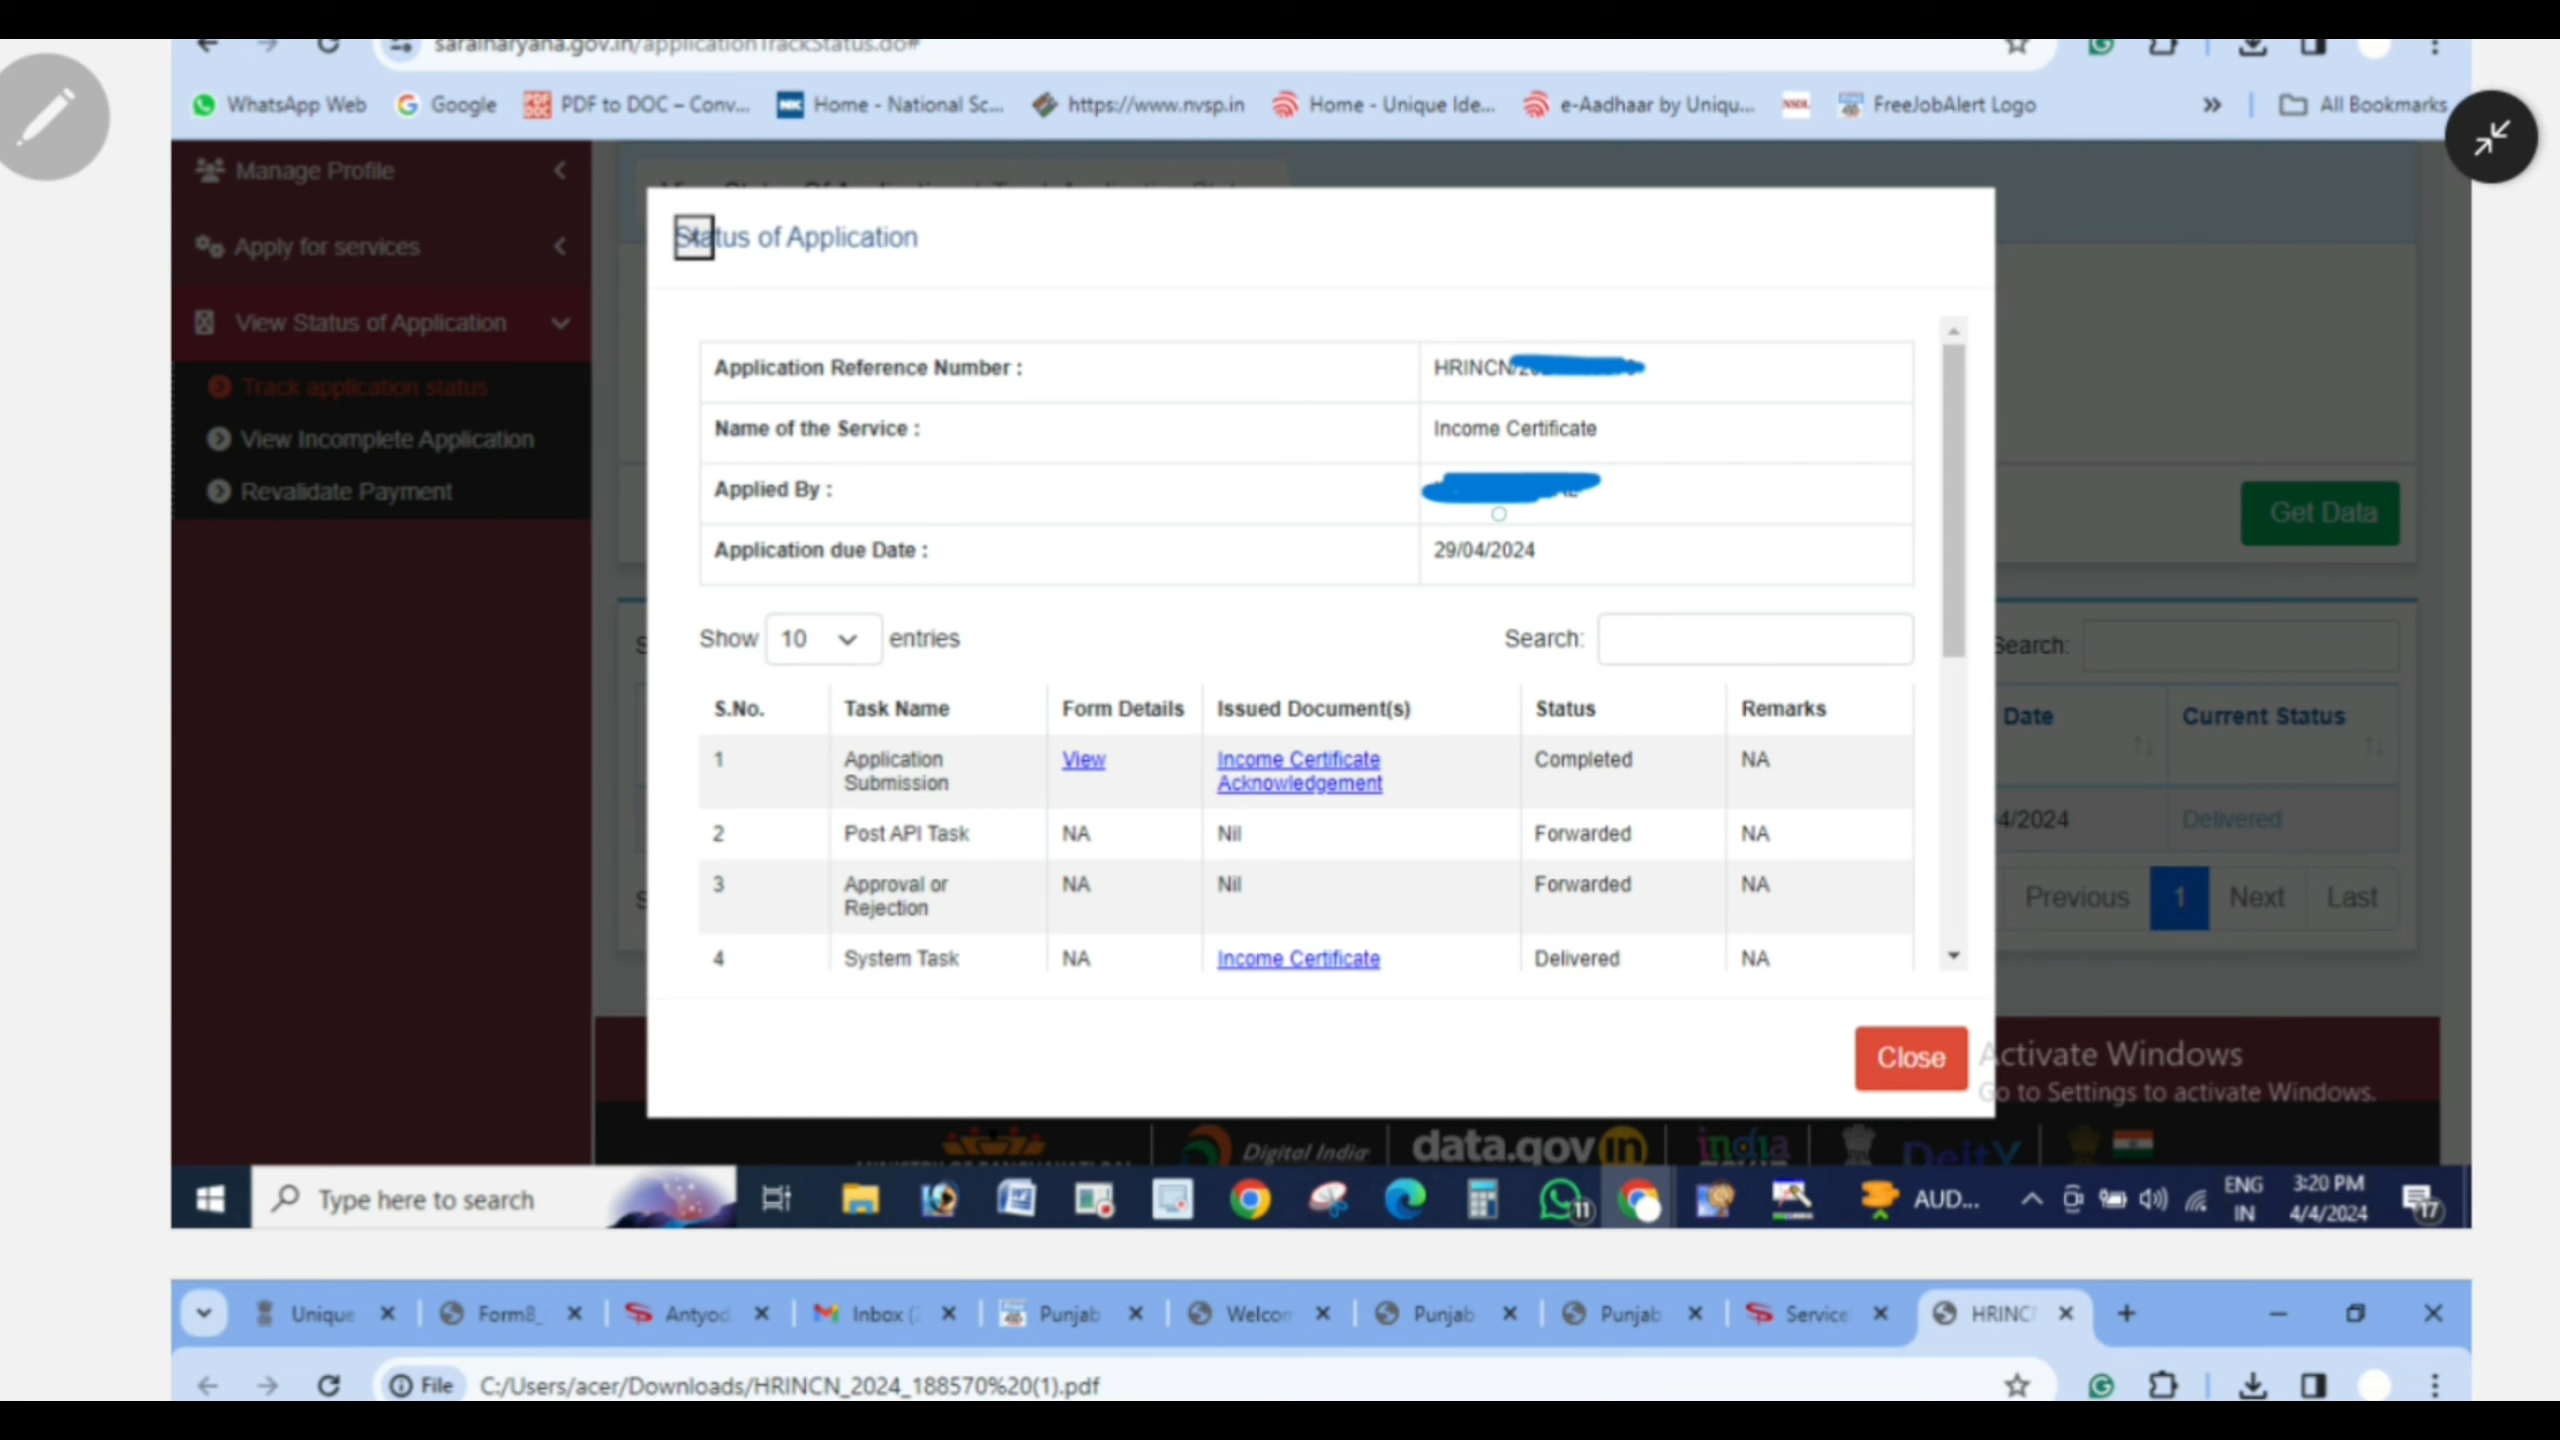 saralharyana.gov.in/applicationTrackStatus.do#
WhatsApp Web Google PDF to DOC – Conv... Home - National Sc... https://www.nvsp.in Home - Unique Ide... e-Aadhaar by Uniqu... NSDL FreeJobAlert Logo » All Bookmarks
Manage Profile
Apply for services
View Status of Application
Track application status
View Incomplete Application
Revalidate Payment
Status of Application
Application Reference Number : HRINCN/
Name of the Service : Income Certificate
Applied By :
Application due Date : 29/04/2024
Get Data
Show 10 entries Search:
Search:
S.No. Task Name Form Details Issued Document(s) Status Remarks
Date Current Status
1 Application Submission View Income Certificate Acknowledgement Completed NA
2 Post API Task NA Nil Forwarded NA
4/2024 Delivered
3 Approval or Rejection NA Nil Forwarded NA
Previous 1 Next Last
4 System Task NA Income Certificate Delivered NA
Close
Activate Windows
Go to Settings to activate Windows.
Digital India data.gov in india DeitY
Type here to search 11 AUD... ENG IN 3:20 PM 4/4/2024 17
Unique Form8_ Antyod Inbox ( Punjab Welcon Punjab Punjab Service HRINC
File C:/Users/acer/Downloads/HRINCN_2024_188570%20(1).pdf